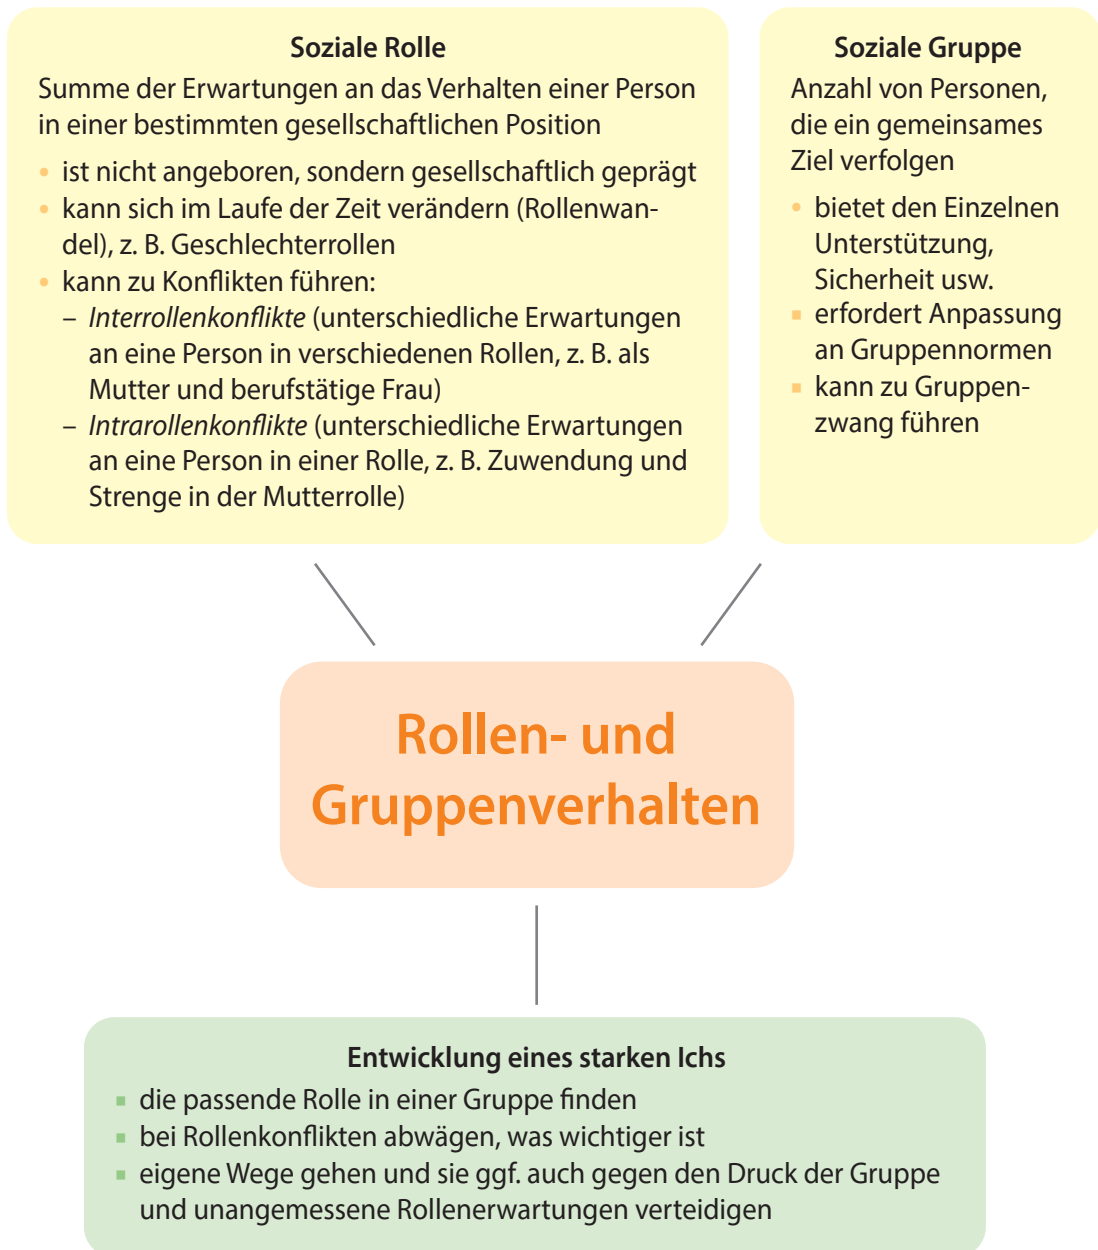 Soziale Rolle
Summe der Erwartungen an das Verhalten einer Person
in einer bestimmten gesellschaftlichen Position
• ist nicht angeboren, sondern gesellschaftlich geprägt
• kann sich im Laufe der Zeit verändern (Rollenwan-
del), z. B. Geschlechterrollen
• kann zu Konflikten führen:
– Interrollenkonflikte (unterschiedliche Erwartungen
an eine Person in verschiedenen Rollen, z. B. als
Mutter und berufstätige Frau)
– Intrarollenkonflikte (unterschiedliche Erwartungen
an eine Person in einer Rolle, z. B. Zuwendung und
Strenge in der Mutterrolle)
Soziale Gruppe
Anzahl von Personen,
die ein gemeinsames
Ziel verfolgen
• bietet den Einzelnen
Unterstützung,
Sicherheit usw.
▪ erfordert Anpassung
an Gruppennormen
▪ kann zu Gruppen-
zwang führen
Rollen- und
Gruppenverhalten
Entwicklung eines starken Ichs
▪ die passende Rolle in einer Gruppe finden
▪ bei Rollenkonflikten abwägen, was wichtiger ist
▪ eigene Wege gehen und sie ggf. auch gegen den Druck der Gruppe
und unangemessene Rollenerwartungen verteidigen